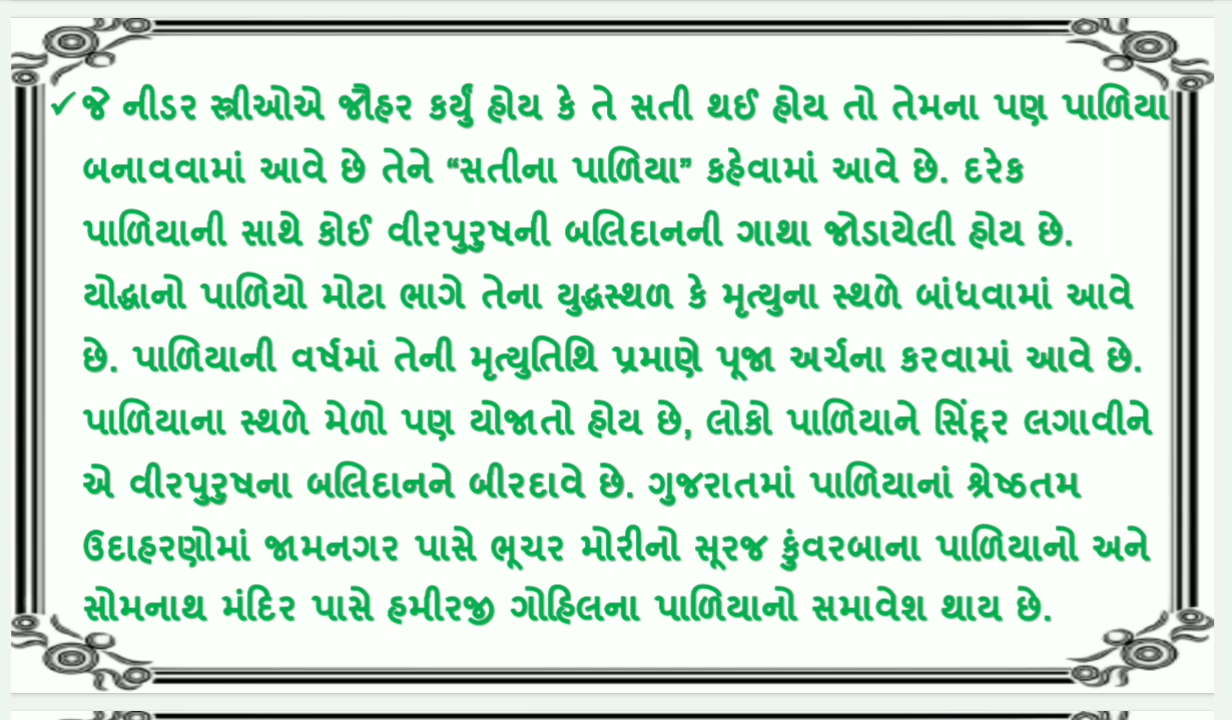 ✓જે નીડર સ્ત્રીઓએ જૌહર કર્યું હોય કે તે સતી થઈ હોય તો તેમના પણ પાળિયા
બનાવવામાં આવે છે તેને “સતીના પાળિયા” કહેવામાં આવે છે. દરેક
પાળિયાની સાથે કોઈ વીરપુરુષની બલિદાનની ગાથા જોડાયેલી હોય છે.
યોદ્ધાનો પાળિયો મોટા ભાગે તેના યુદ્ધસ્થળ કે મૃત્યુના સ્થળે બાંધવામાં આવે
છે. પાળિયાની વર્ષમાં તેની મૃત્યુતિથિ પ્રમાણે પૂજા અર્ચના કરવામાં આવે છે.
પાળિયાના સ્થળે મેળો પણ યોજાતો હોય છે, લોકો પાળિયાને સિંદૂર લગાવીને
એ વીરપુરુષના બલિદાનને બીરદાવે છે. ગુજરાતમાં પાળિયાનાં શ્રેષ્ઠતમ
ઉદાહરણોમાં જામનગર પાસે ભૂચર મોરીનો સૂરજ કુંવરબાના પાળિયાનો અને
સોમનાથ મંદિર પાસે હમીરજી ગોહિલના પાળિયાનો સમાવેશ થાય છે.